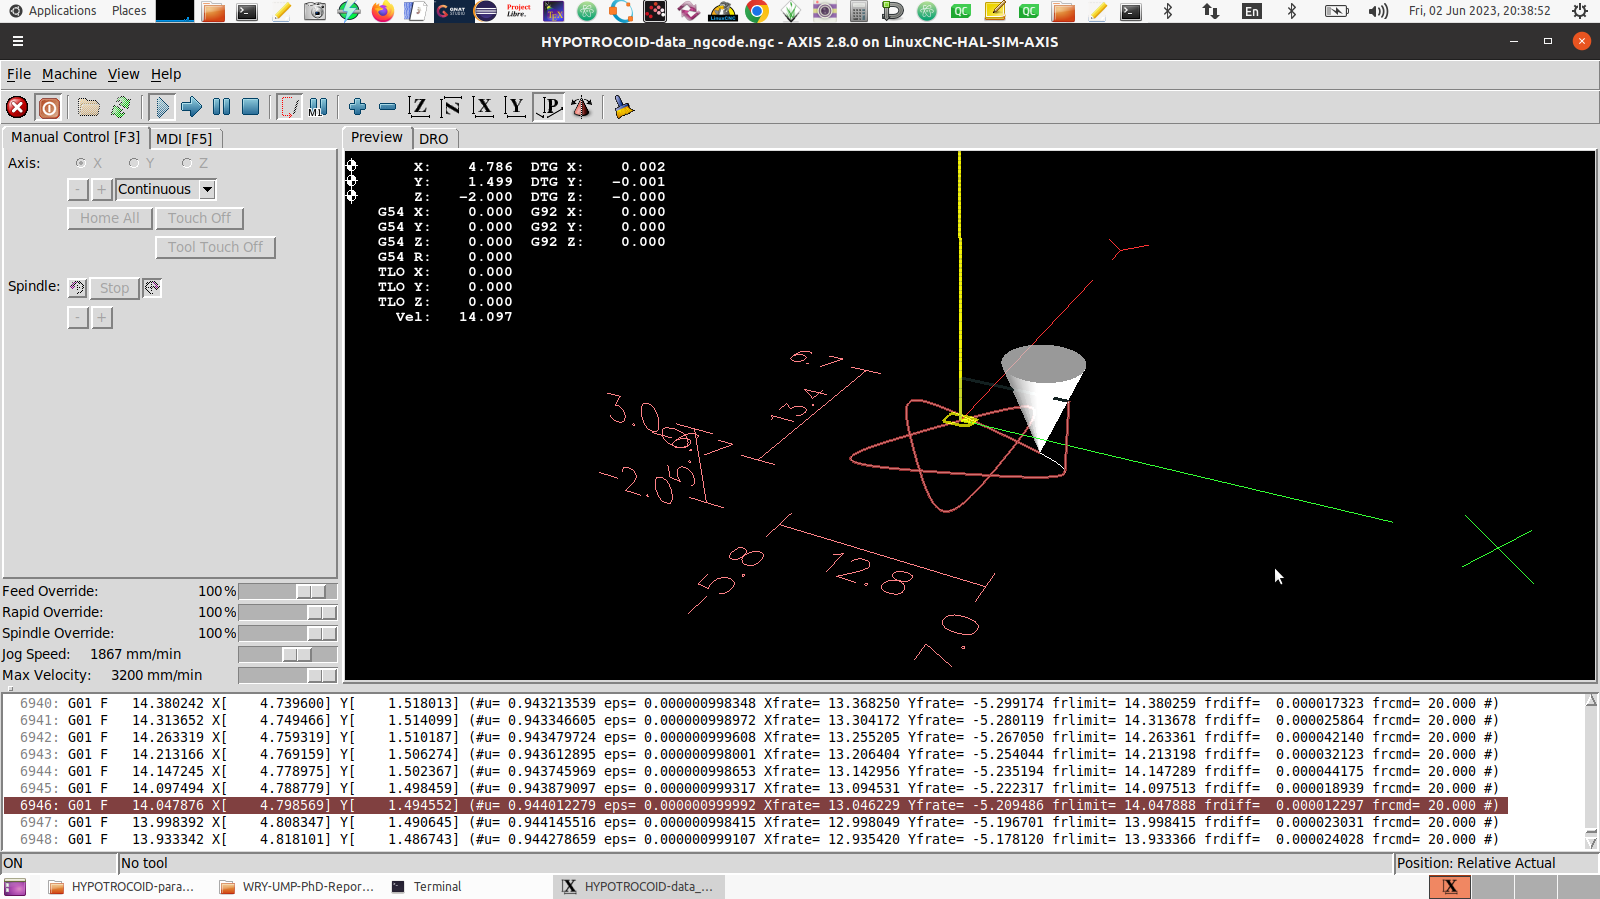 Applications Places En Fri, 02 Jun 2023, 20:38:52
HYPOTROCOID-data_ngcode.ngc - AXIS 2.8.0 on LinuxCNC-HAL-SIM-AXIS
File Machine View Help
Manual Control [F3] MDI [F5]
Preview DRO
Axis: X Y Z
- + Continuous
Home All Touch Off
Tool Touch Off
Spindle: Stop
- +
Feed Override: 100 %
Rapid Override: 100 %
Spindle Override: 100 %
Jog Speed: 1867 mm/min
Max Velocity: 3200 mm/min
X: 4.786 DTG X: 0.002
Y: 1.499 DTG Y: -0.001
Z: -2.000 DTG Z: -0.000
G54 X: 0.000 G92 X: 0.000
G54 Y: 0.000 G92 Y: 0.000
G54 Z: 0.000 G92 Z: 0.000
G54 R: 0.000
TLO X: 0.000
TLO Y: 0.000
TLO Z: 0.000
Vel: 14.097
6.7
13.4
3.0
-2.0
-5.8
12.8
7.0
6940: G01 F 14.380242 X[ 4.739600] Y[ 1.518013] (#u= 0.943213539 eps= 0.000000998348 Xfrate= 13.368250 Yfrate= -5.299174 frlimit= 14.380259 frdiff= 0.000017323 frcmd= 20.000 #)
6941: G01 F 14.313652 X[ 4.749466] Y[ 1.514099] (#u= 0.943346605 eps= 0.000000998972 Xfrate= 13.304172 Yfrate= -5.280119 frlimit= 14.313678 frdiff= 0.000025864 frcmd= 20.000 #)
6942: G01 F 14.263319 X[ 4.759319] Y[ 1.510187] (#u= 0.943479724 eps= 0.000000999608 Xfrate= 13.255205 Yfrate= -5.267050 frlimit= 14.263361 frdiff= 0.000042140 frcmd= 20.000 #)
6943: G01 F 14.213166 X[ 4.769159] Y[ 1.506274] (#u= 0.943612895 eps= 0.000000998001 Xfrate= 13.206404 Yfrate= -5.254044 frlimit= 14.213198 frdiff= 0.000032123 frcmd= 20.000 #)
6944: G01 F 14.147245 X[ 4.778975] Y[ 1.502367] (#u= 0.943745969 eps= 0.000000998653 Xfrate= 13.142956 Yfrate= -5.235194 frlimit= 14.147289 frdiff= 0.000044175 frcmd= 20.000 #)
6945: G01 F 14.097494 X[ 4.788779] Y[ 1.498459] (#u= 0.943879097 eps= 0.000000999317 Xfrate= 13.094531 Yfrate= -5.222317 frlimit= 14.097513 frdiff= 0.000018939 frcmd= 20.000 #)
6946: G01 F 14.047876 X[ 4.798569] Y[ 1.494552] (#u= 0.944012279 eps= 0.000000999992 Xfrate= 13.046229 Yfrate= -5.209486 frlimit= 14.047888 frdiff= 0.000012297 frcmd= 20.000 #)
6947: G01 F 13.998392 X[ 4.808347] Y[ 1.490645] (#u= 0.944145516 eps= 0.000000998415 Xfrate= 12.998049 Yfrate= -5.196701 frlimit= 13.998415 frdiff= 0.000023031 frcmd= 20.000 #)
6948: G01 F 13.933342 X[ 4.818101] Y[ 1.486743] (#u= 0.944278659 eps= 0.000000999107 Xfrate= 12.935420 Yfrate= -5.178120 frlimit= 13.933366 frdiff= 0.000024028 frcmd= 20.000 #)
ON No tool Position: Relative Actual
HYPOTROCOID-para... WRY-UMP-PhD-Repor... Terminal HYPOTROCOID-data_...